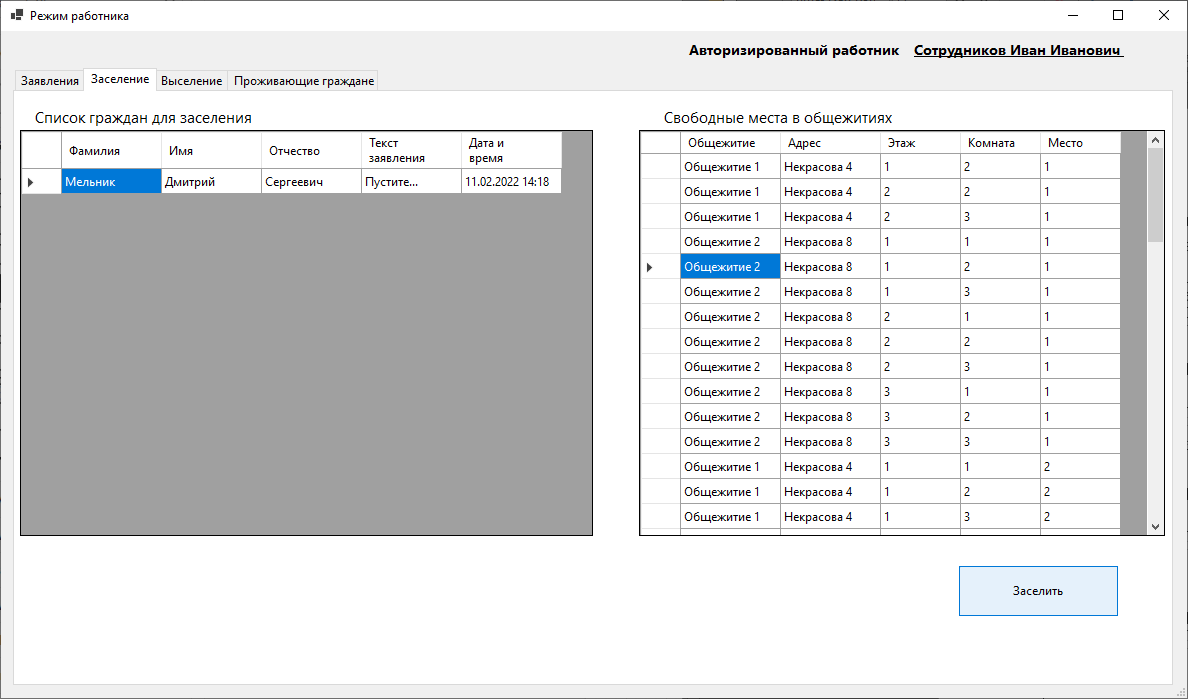 Режим работника
Авторизированный работник Сотрудников Иван Иванович
Заявления Заселение Выселение Проживающие граждане
Список граждан для заселения
Фамилия Имя Отчество Текст заявления Дата и время
Мельник Дмитрий Сергеевич Пустите... 11.02.2022 14:18
Свободные места в общежитиях
Общежитие Адрес Этаж Комната Место
Общежитие 1 Некрасова 4 1 2 1
Общежитие 1 Некрасова 4 2 2 1
Общежитие 1 Некрасова 4 2 3 1
Общежитие 2 Некрасова 8 1 1 1
Общежитие 2 Некрасова 8 1 2 1
Общежитие 2 Некрасова 8 1 3 1
Общежитие 2 Некрасова 8 2 1 1
Общежитие 2 Некрасова 8 2 2 1
Общежитие 2 Некрасова 8 2 3 1
Общежитие 2 Некрасова 8 3 1 1
Общежитие 2 Некрасова 8 3 2 1
Общежитие 2 Некрасова 8 3 3 1
Общежитие 1 Некрасова 4 1 1 2
Общежитие 1 Некрасова 4 1 2 2
Общежитие 1 Некрасова 4 1 3 2
Заселить